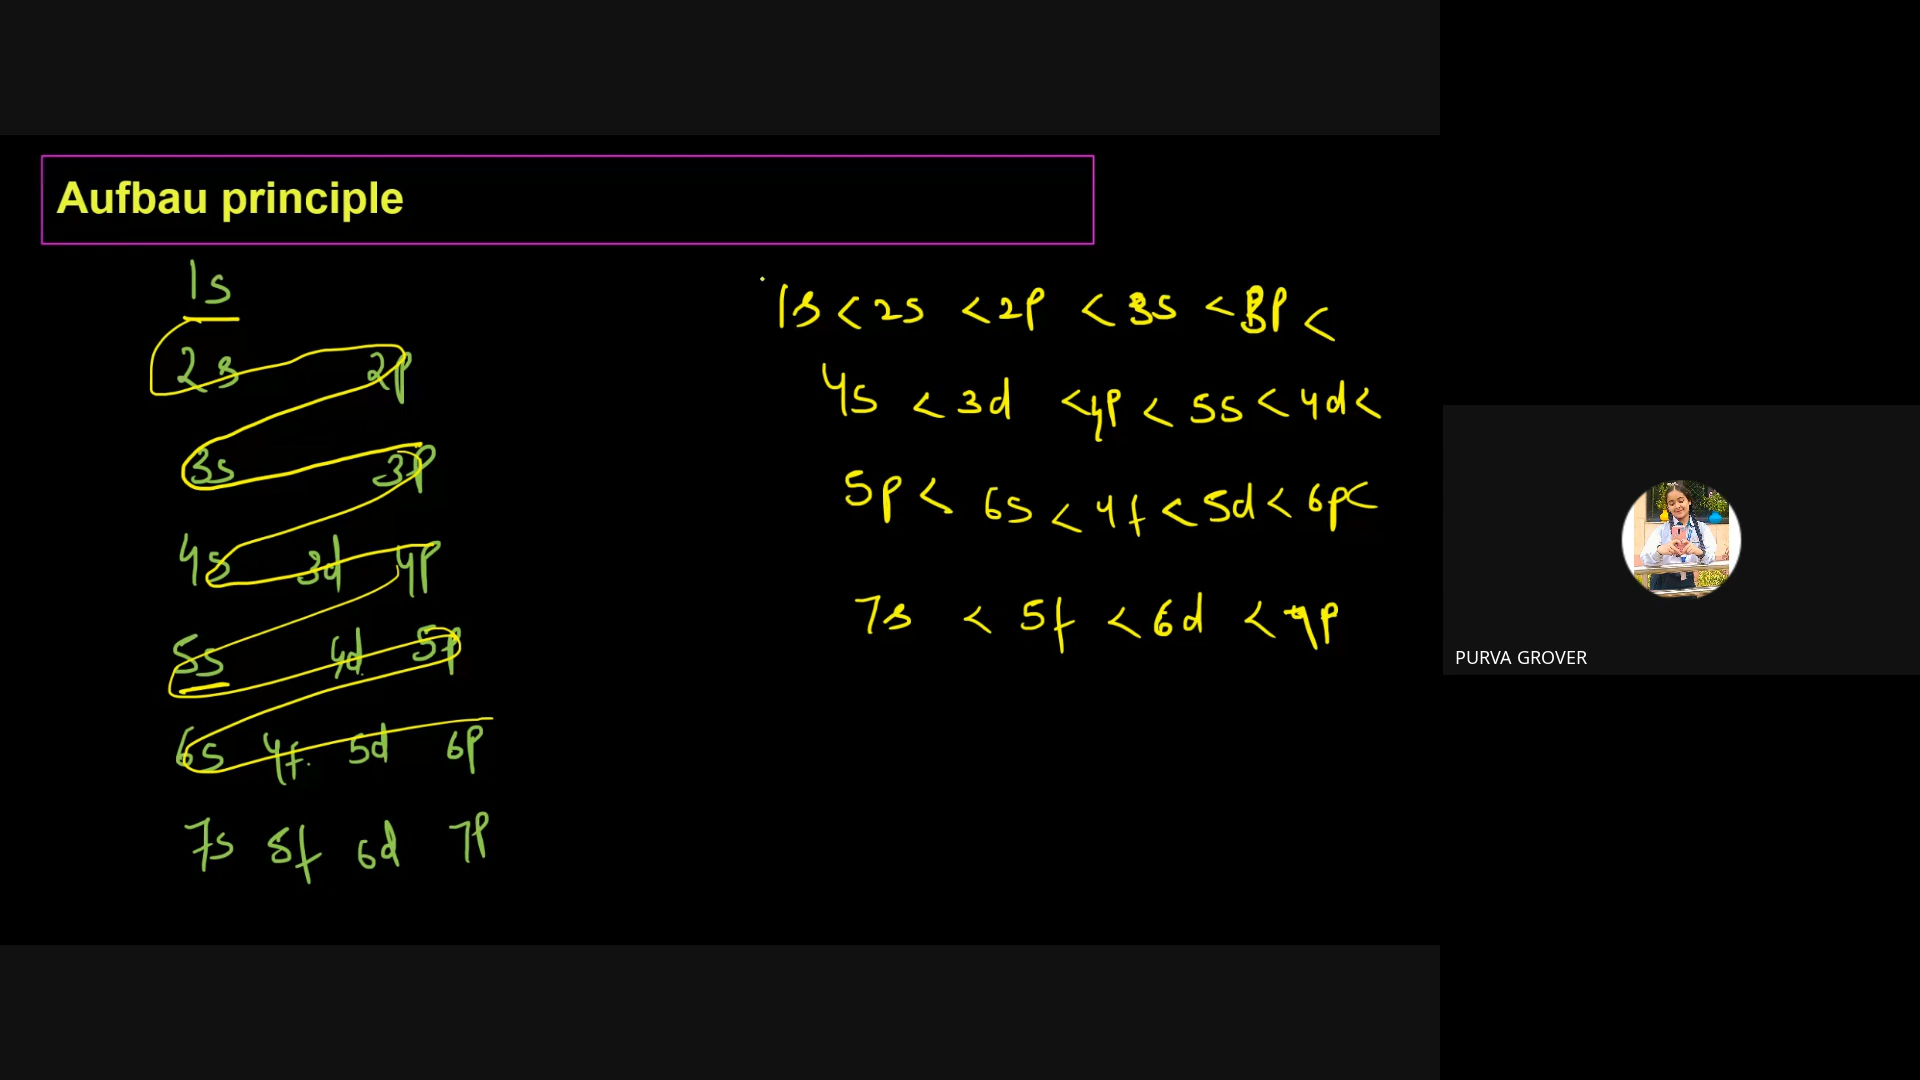 Aufbau principle
1s
2s 2p
3s 3p
4s 3d 4p
5s 4d 5p
6s 4f 5d 6p
7s 5f 6d 7p
1s < 2s < 2p < 3s < 3p <
4s < 3d < 4p < 5s < 4d <
5p < 6s < 4f < 5d < 6p <
7s < 5f < 6d < 7p
PURVA GROVER